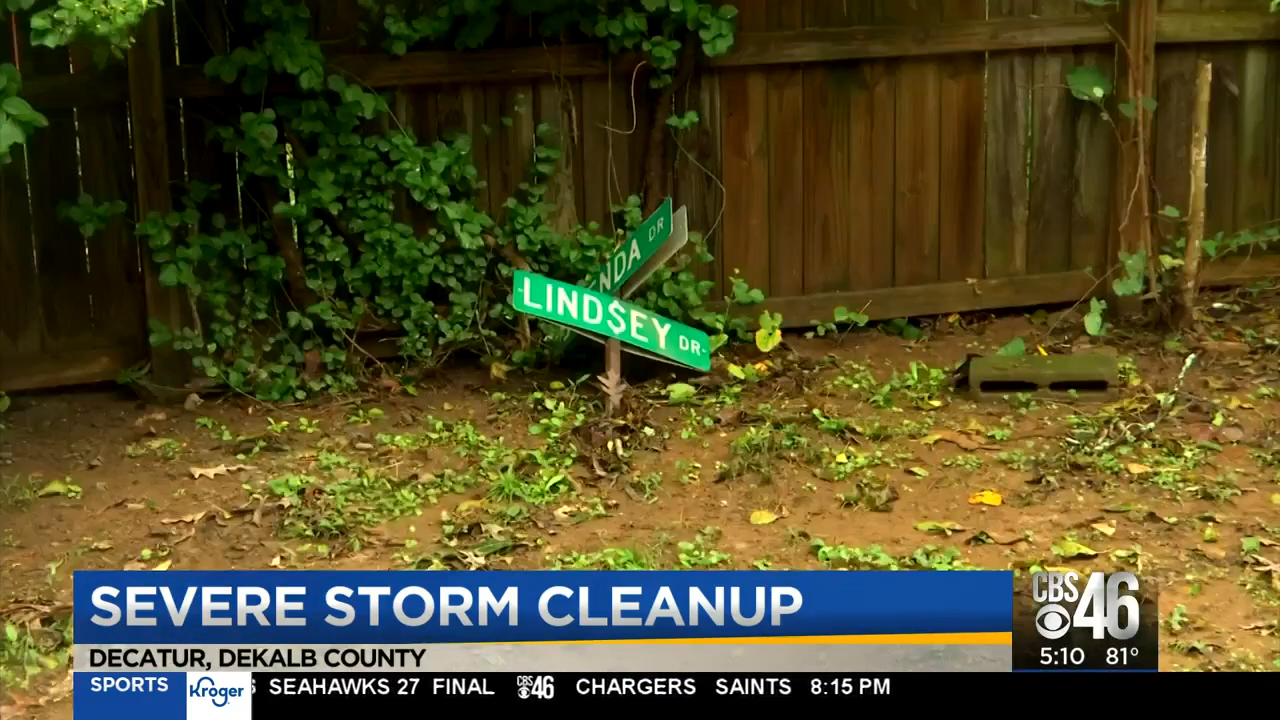 NDA DR
LINDSEY DR
SEVERE STORM CLEANUP
DECATUR, DEKALB COUNTY
CBS 46
5:10 81°
SPORTS Kroger SEAHAWKS 27 FINAL CBS 46 CHARGERS SAINTS 8:15 PM